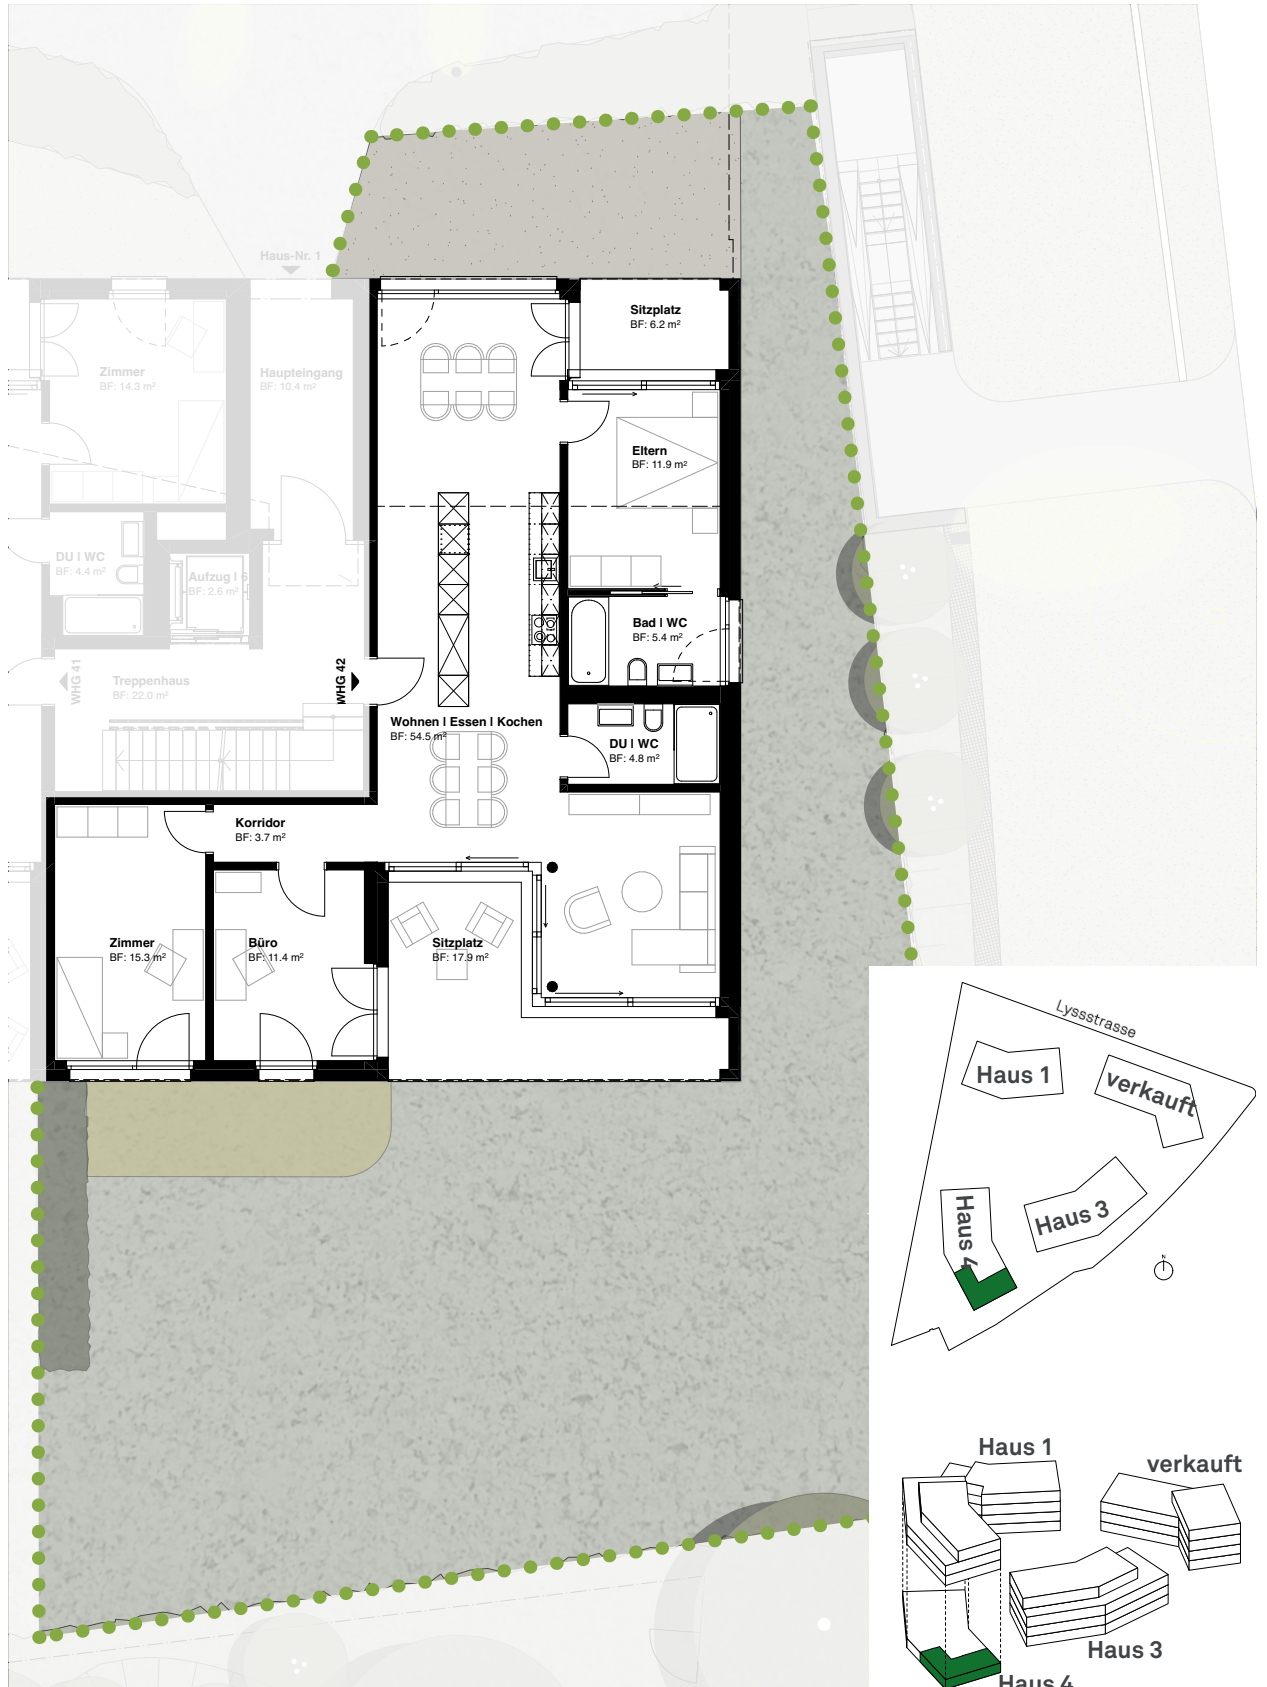 Haus-Nr. 1
Sitzplatz
BF: 6.2 m²
Zimmer
BF: 14.3 m²
Haupteingang
BF: 10.4 m²
Eltern
BF: 11.9 m²
DU I WC
BF: 4.4 m²
Aufzug I 6
BF: 2.6 m²
Bad I WC
BF: 5.4 m²
WHG 41
Treppenhaus
BF: 22.0 m²
WHG 42
Wohnen I Essen I Kochen
BF: 54.5 m²
DU I WC
BF: 4.8 m²
Korridor
BF: 3.7 m²
Zimmer
BF: 15.3 m²
Büro
BF: 11.4 m²
Sitzplatz
BF: 17.9 m²
Lyssstrasse
Haus 1
verkauft
Haus 4
Haus 3
N
Haus 1
verkauft
Haus 3
Haus 4